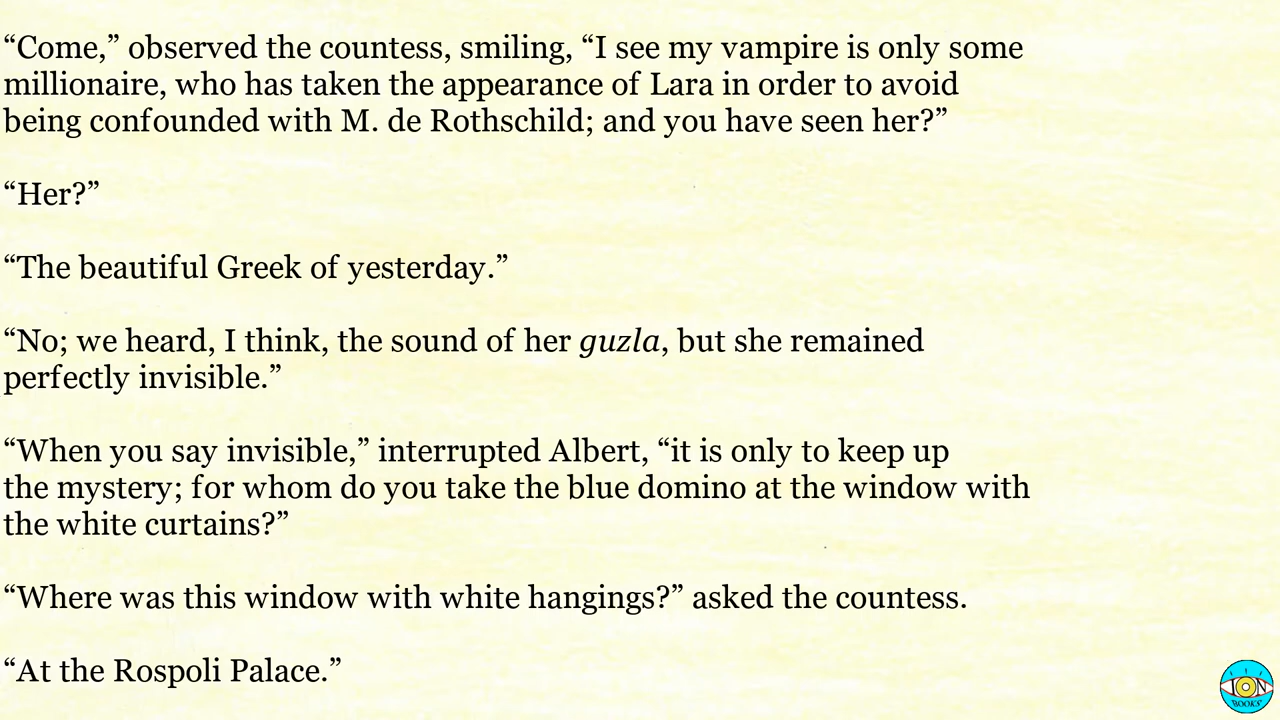 “Come,” observed the countess, smiling, “I see my vampire is only some
millionaire, who has taken the appearance of Lara in order to avoid
being confounded with M. de Rothschild; and you have seen her?”
“Her?”
“The beautiful Greek of yesterday.”
“No; we heard, I think, the sound of her guzla, but she remained
perfectly invisible.”
“When you say invisible,” interrupted Albert, “it is only to keep up
the mystery; for whom do you take the blue domino at the window with
the white curtains?”
“Where was this window with white hangings?” asked the countess.
“At the Rospoli Palace.”
ION
BOOKS